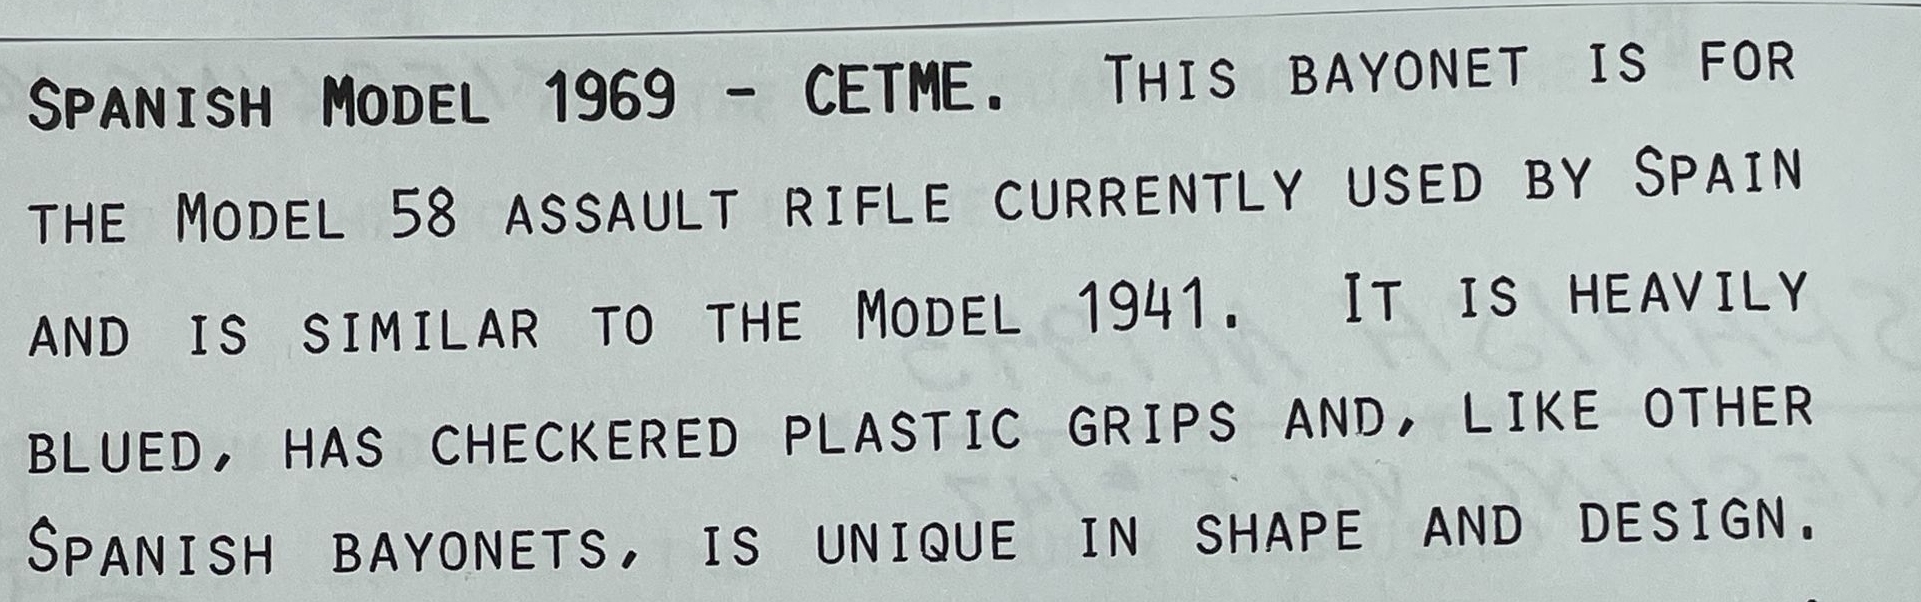 Spanish Model 1969 - CETME. This bayonet is for
the Model 58 assault rifle currently used by Spain
and is similar to the Model 1941. It is heavily
blued, has checkered plastic grips and, like other
Spanish bayonets, is unique in shape and design.